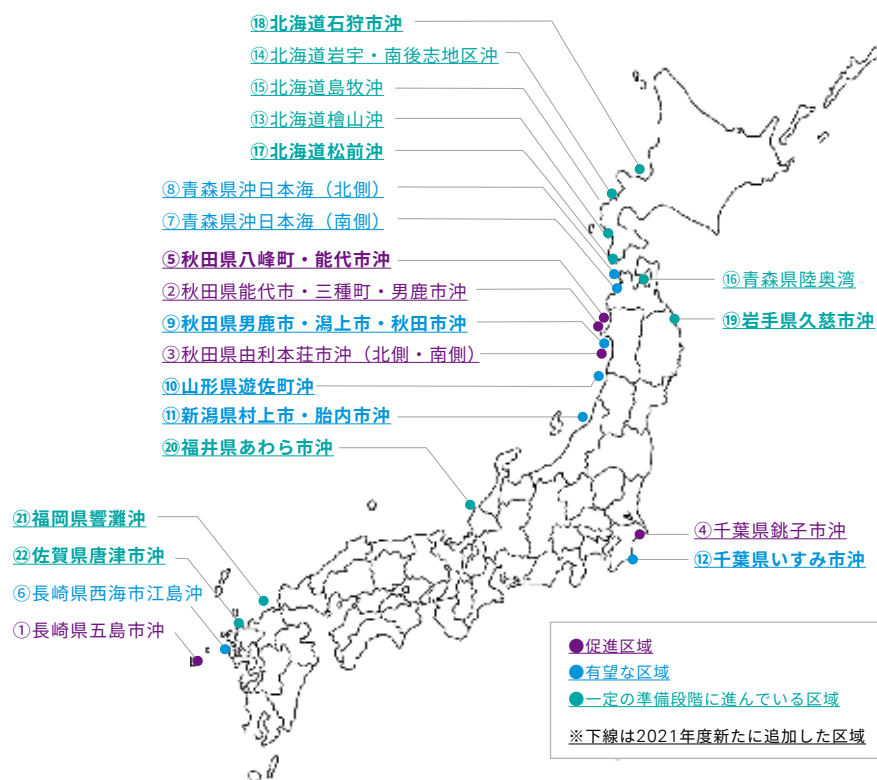 ⑱北海道石狩市沖
⑭北海道岩宇・南後志地区沖
⑮北海道島牧沖
⑬北海道檜山沖
⑰北海道松前沖
⑧青森県沖日本海（北側）
⑦青森県沖日本海（南側）
⑤秋田県八峰町・能代市沖
②秋田県能代市・三種町・男鹿市沖
⑨秋田県男鹿市・潟上市・秋田市沖
③秋田県由利本荘市沖（北側・南側）
⑩山形県遊佐町沖
⑪新潟県村上市・胎内市沖
⑳福井県あわら市沖
㉑福岡県響灘沖
㉒佐賀県唐津市沖
⑥長崎県西海市江島沖
①長崎県五島市沖
⑯青森県陸奥湾
⑲岩手県久慈市沖
④千葉県銚子市沖
⑫千葉県いすみ市沖
●促進区域
●有望な区域
●一定の準備段階に進んでいる区域
※下線は2021年度新たに追加した区域